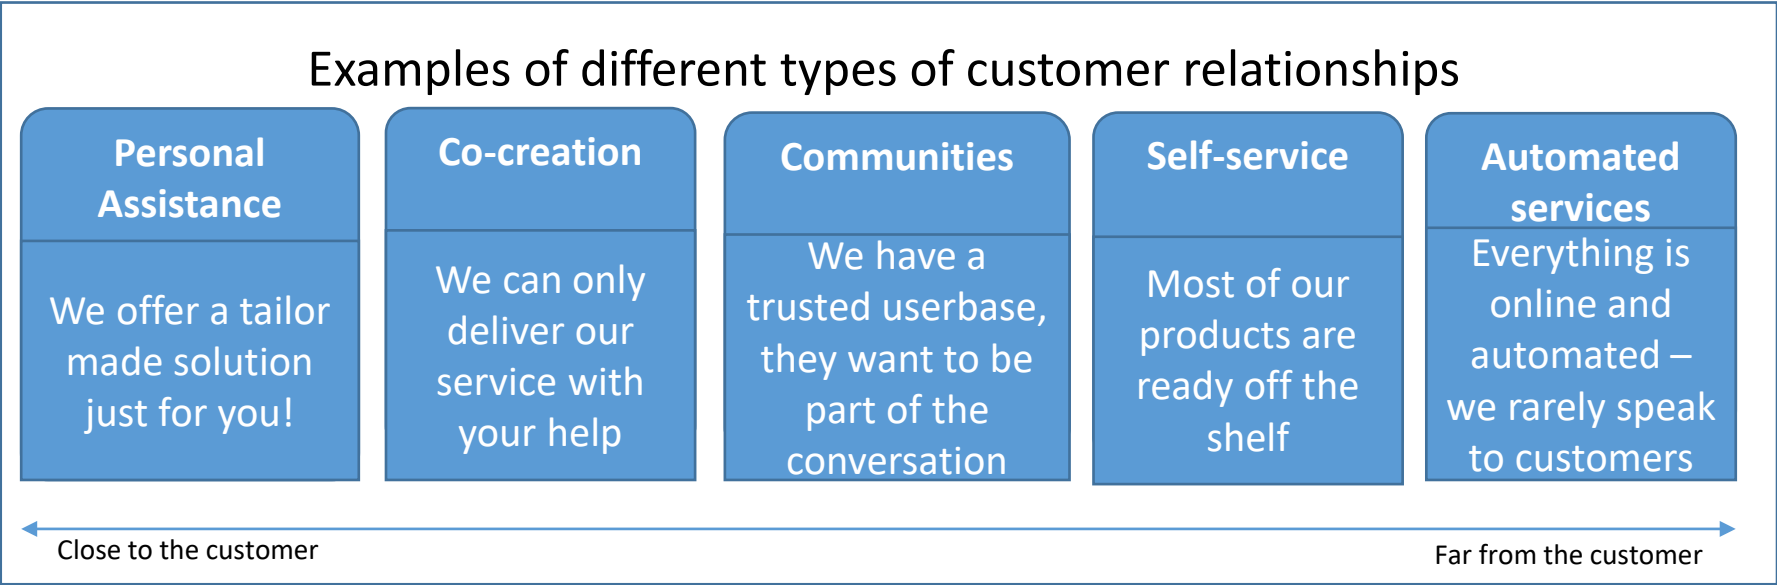 Examples of different types of customer relationships
Personal
Assistance
We offer a tailor
made solution
just for you!
Co-creation
We can only
deliver our
service with
your help
Communities
We have a
trusted userbase,
they want to be
part of the
conversation
Self-service
Most of our
products are
ready off the
shelf
Automated
services
Everything is
online and
automated –
we rarely speak
to customers
Close to the customer
Far from the customer